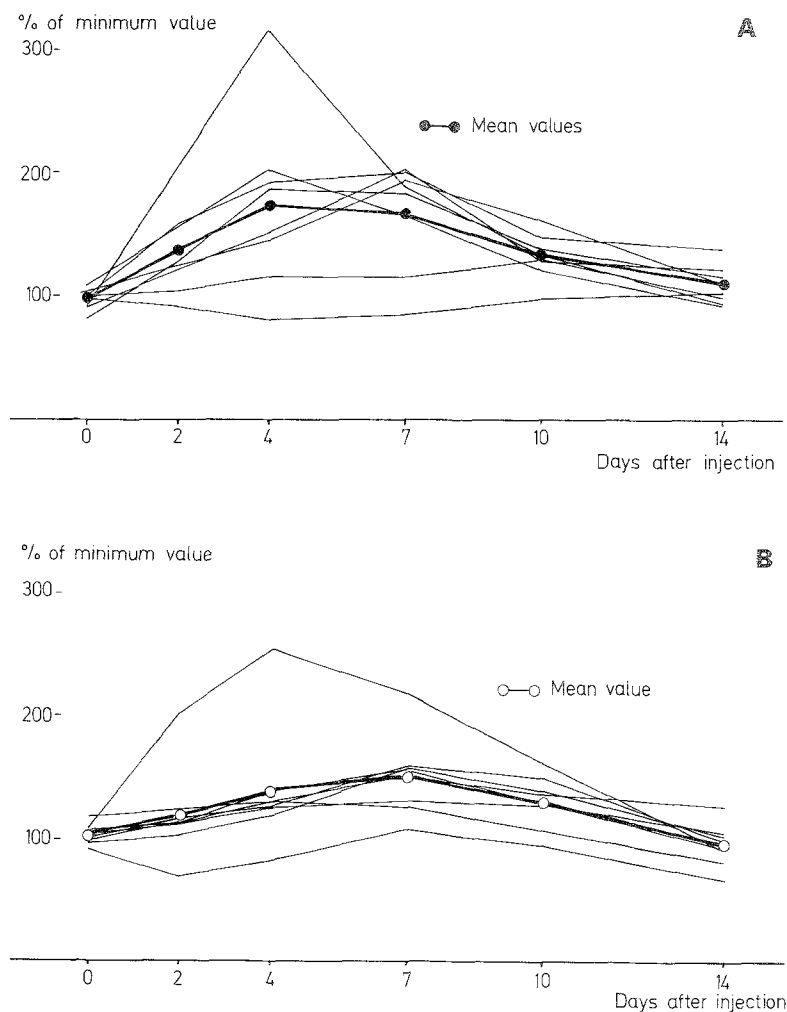 % of minimum value
A
300-
Mean values
200-
100-
0 2 4 7 10 14
Days after injection
% of minimum value
B
300-
Mean value
200-
100-
0 2 4 7 10 14
Days after injection